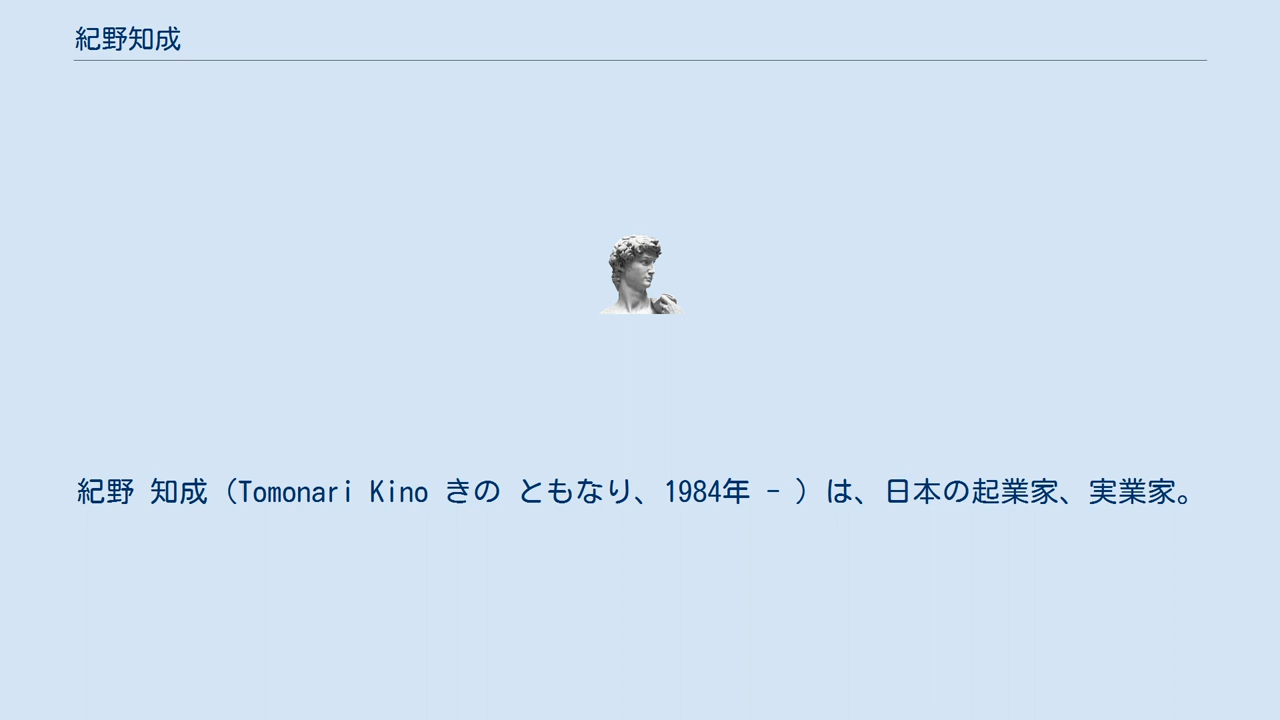 紀野知成
紀野 知成（Tomonari Kino きの ともなり、1984年 - ）は、日本の起業家、実業家。